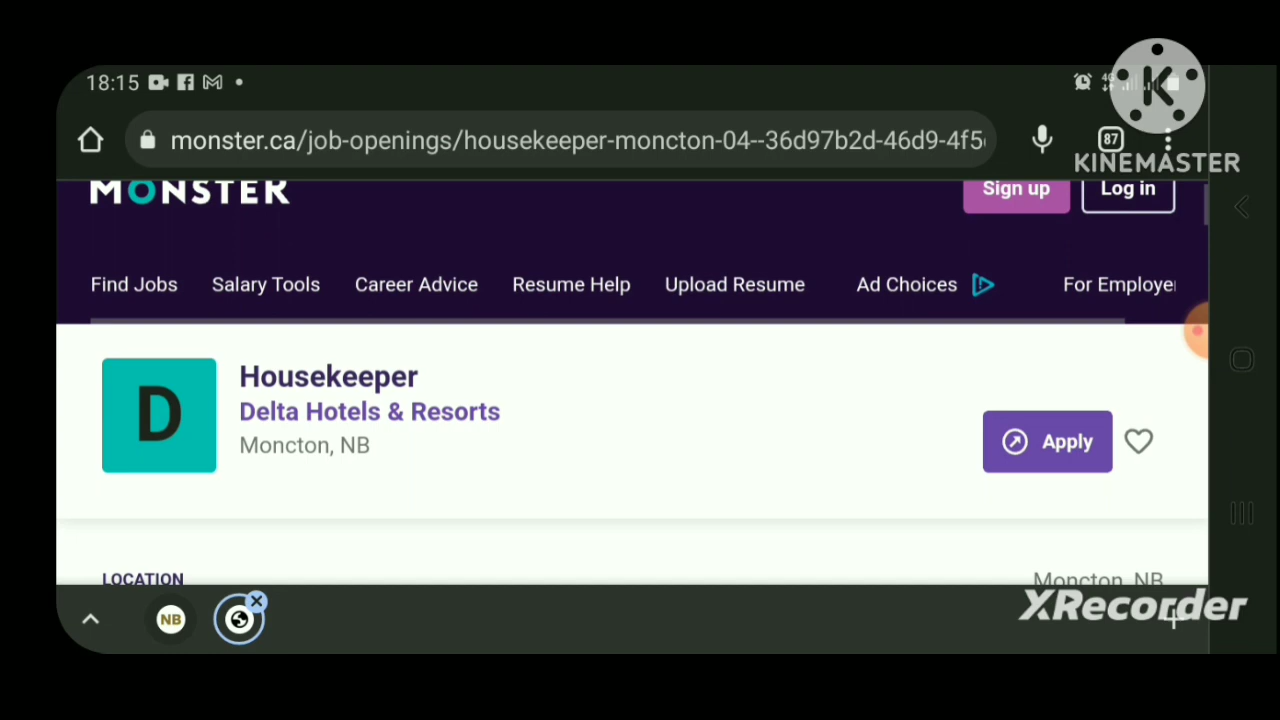 18:15
monster.ca/job-openings/housekeeper-moncton-04--36d97b2d-46d9-4f5
87
KINEMASTER
MONSTER
Sign up
Log in
Find Jobs
Salary Tools
Career Advice
Resume Help
Upload Resume
Ad Choices
For Employe
D
Housekeeper
Delta Hotels & Resorts
Moncton, NB
Apply
LOCATION
Moncton, NB
NB
XRecorder